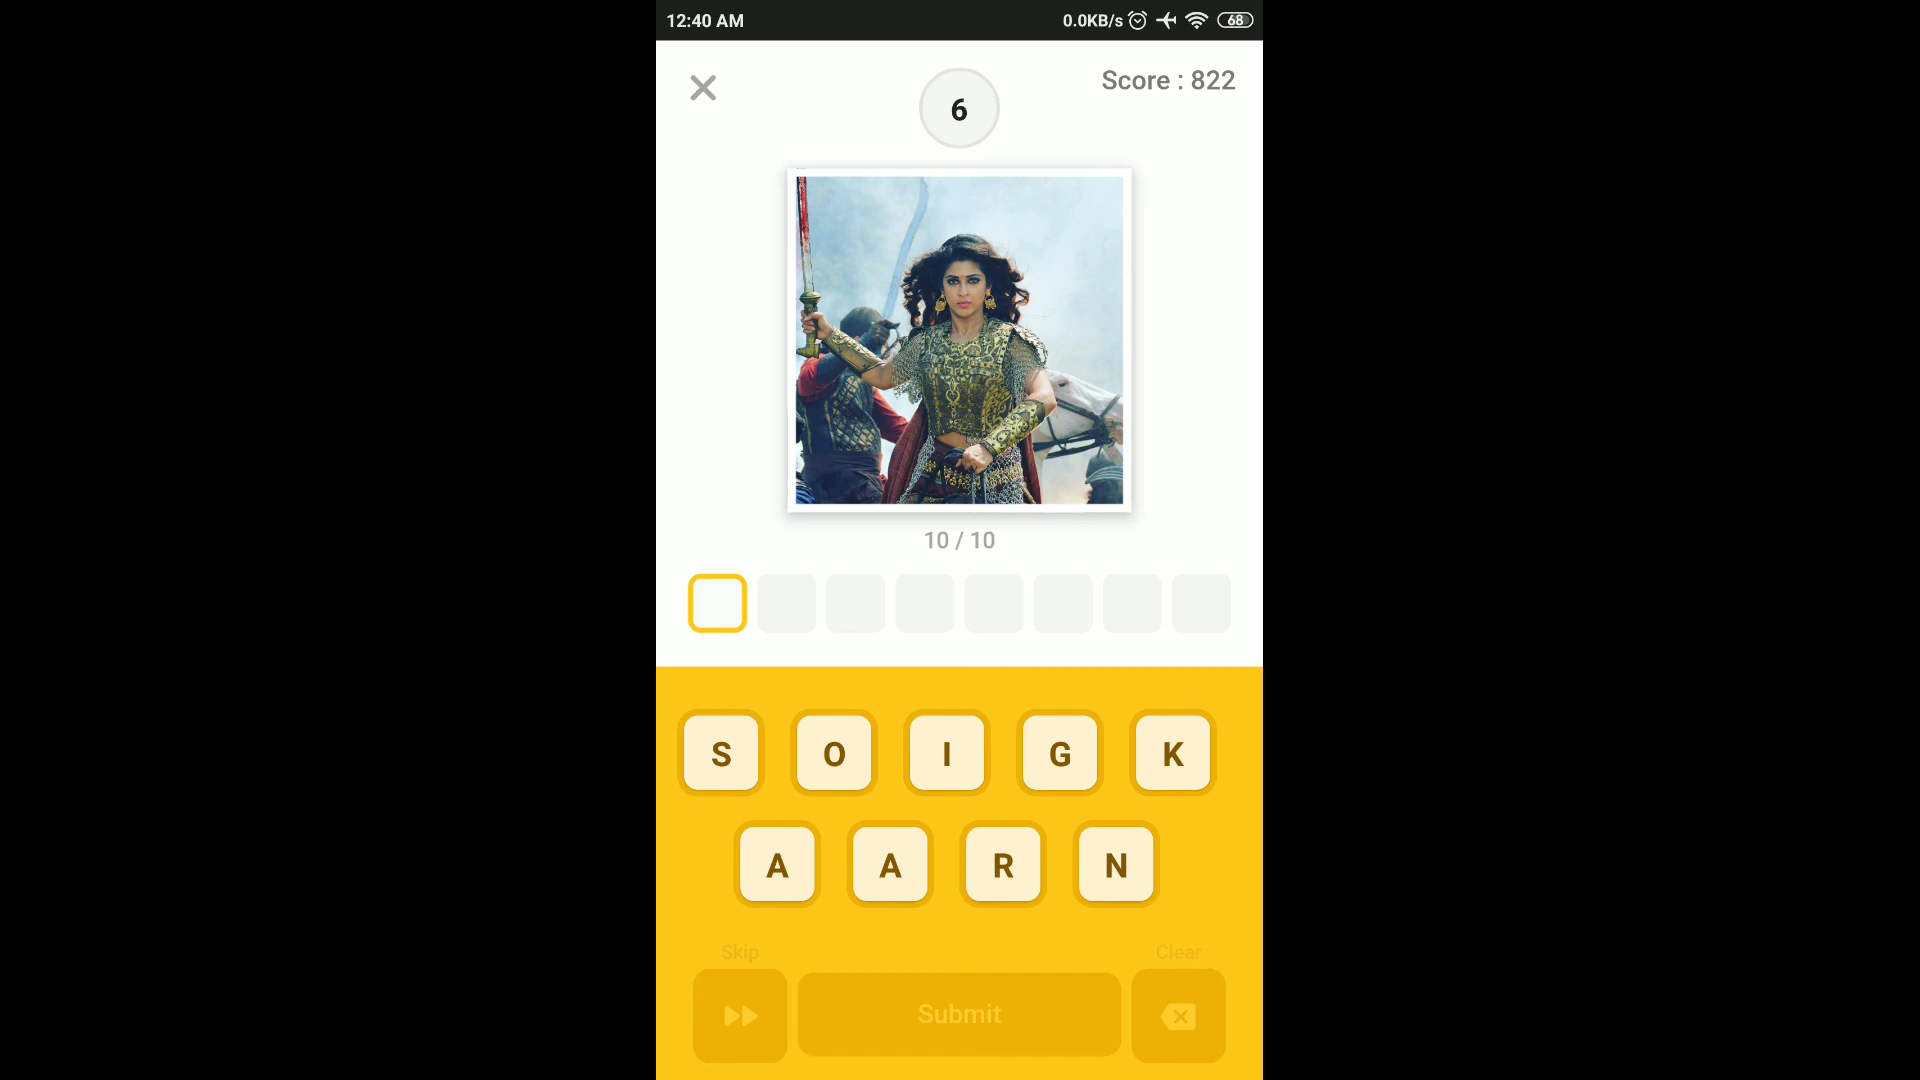 12:40 AM 0.0KB/s 68
Score : 822
6
10 / 10
S O I G K
A A R N
Skip Clear
Submit